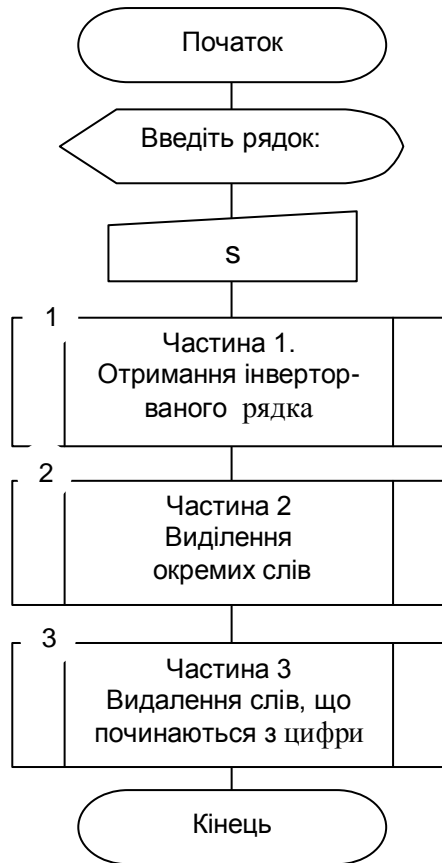 Початок
Введіть рядок:
s
1
Частина 1.
Отримання інвертор-
ваного рядка
2
Частина 2
Виділення
окремих слів
3
Частина 3
Видалення слів, що
починаються з цифри
Кінець